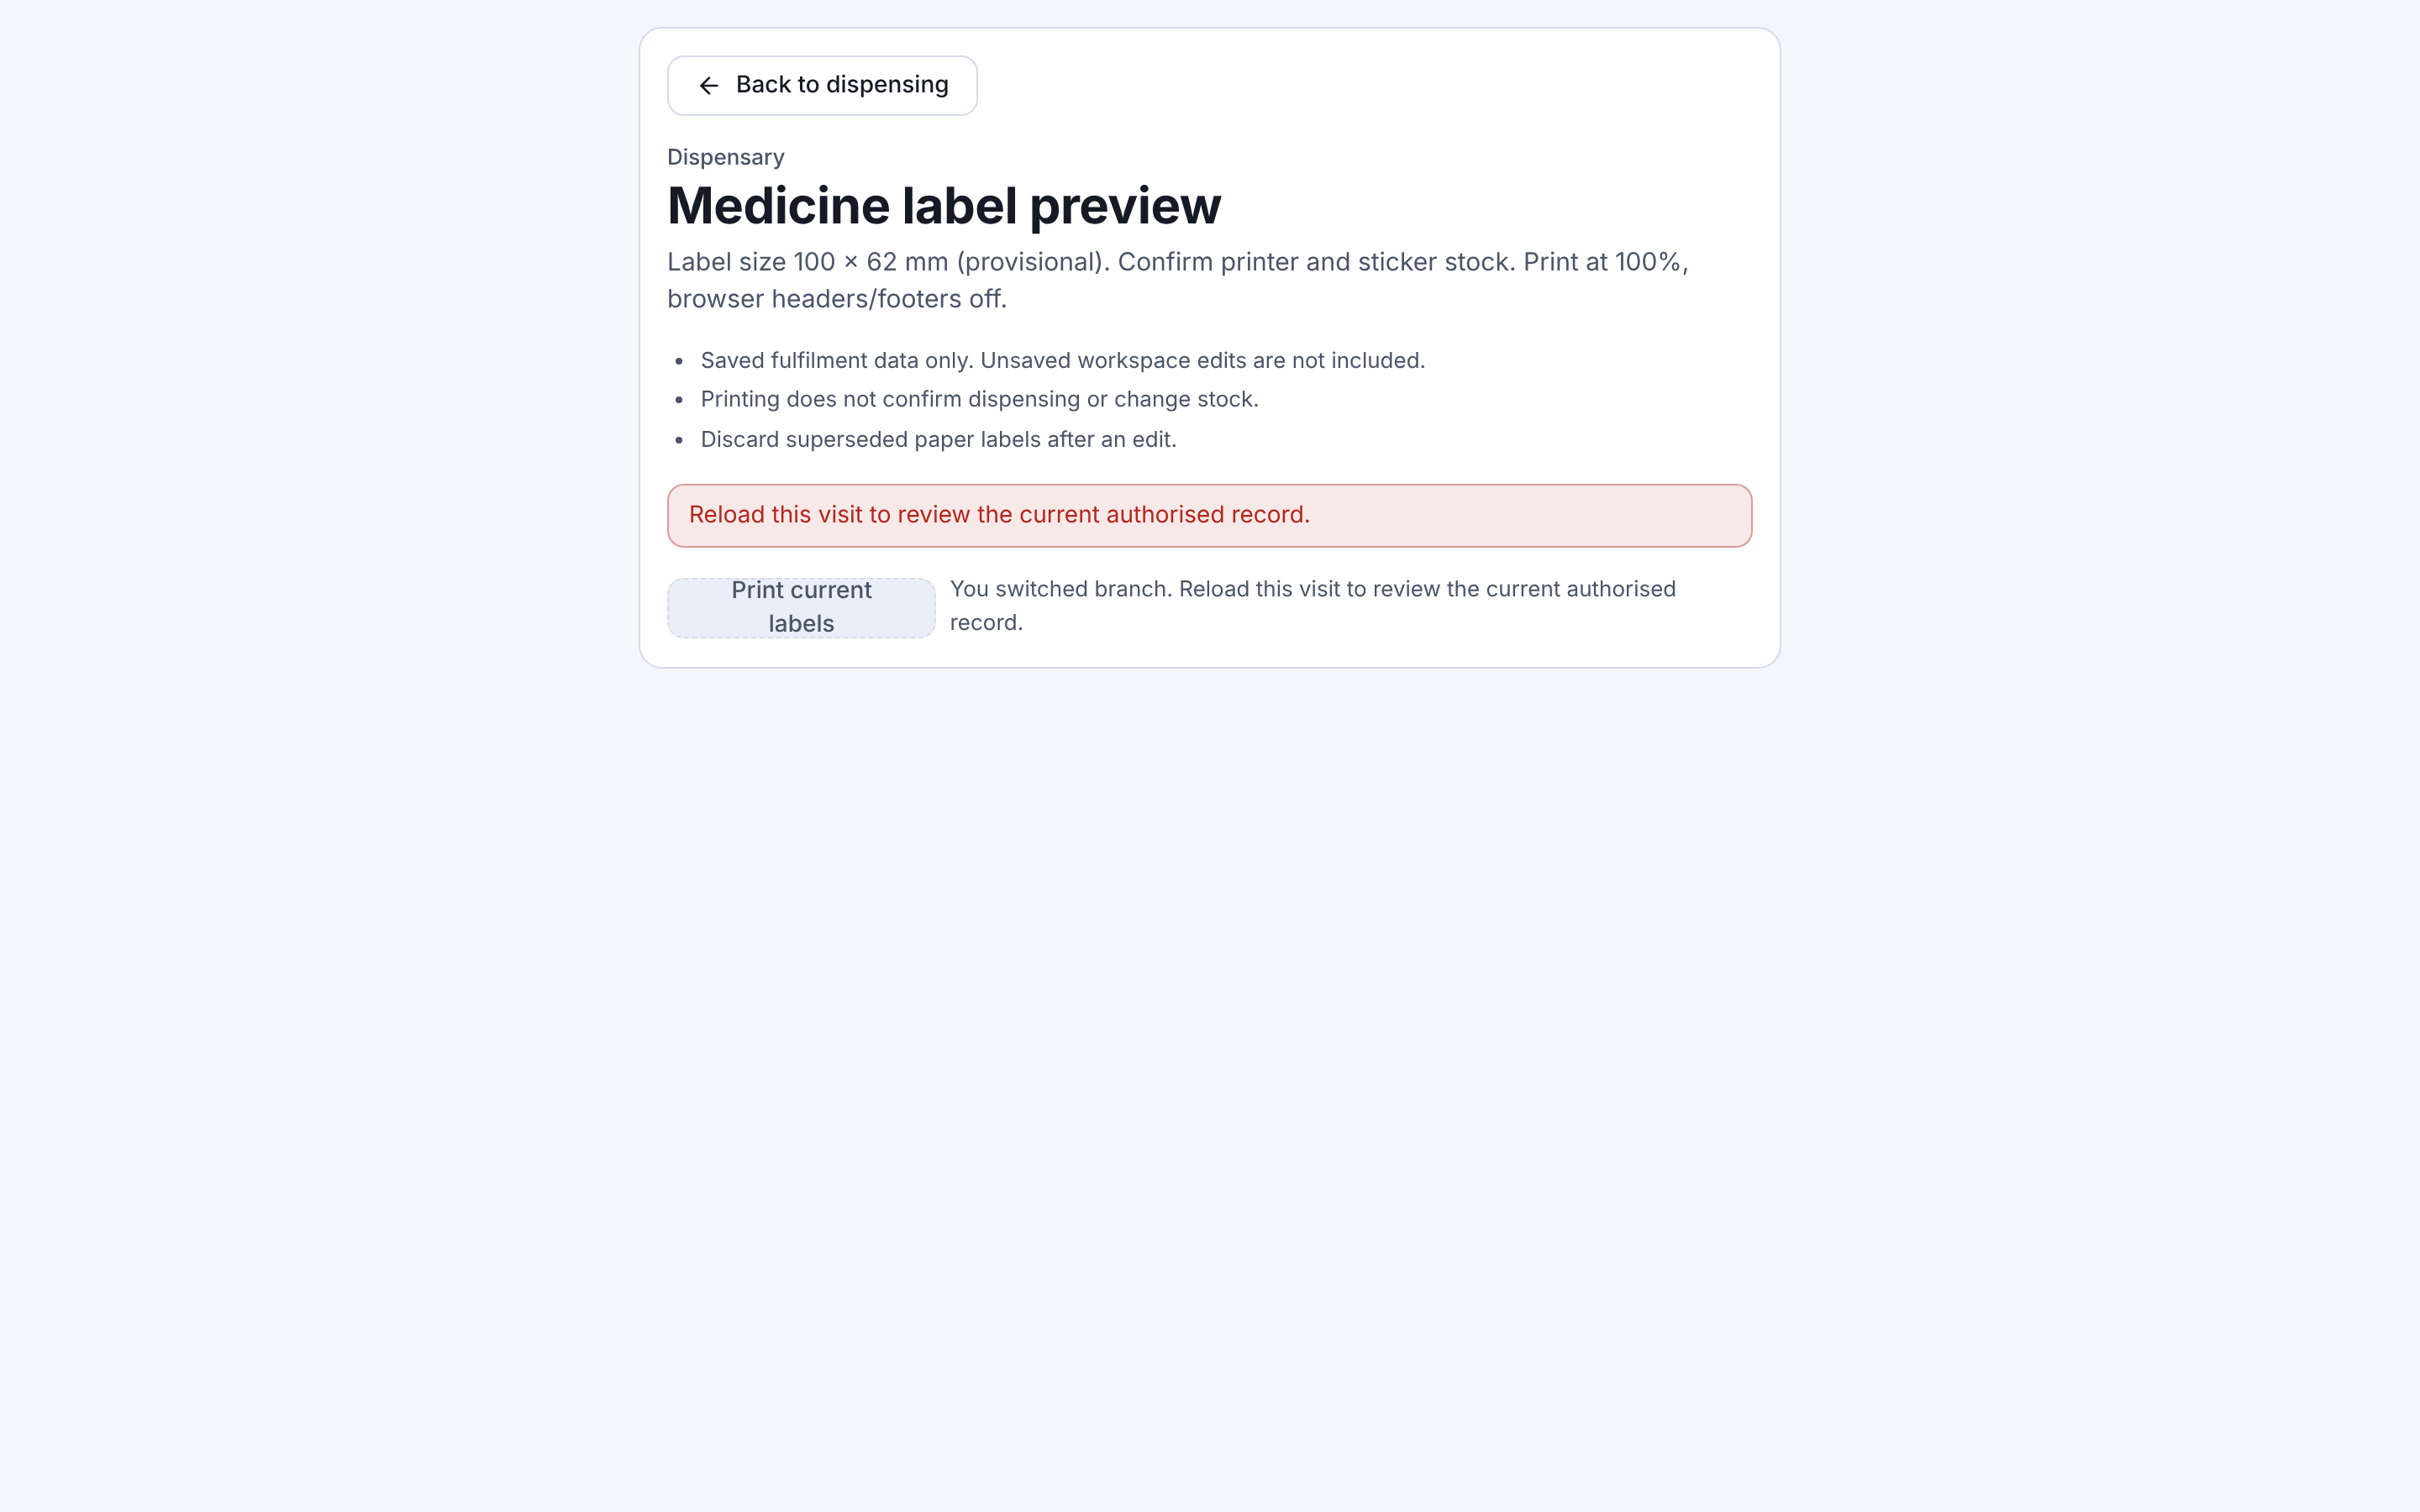 Back to dispensing
Dispensary
Medicine label preview
Label size 100 × 62 mm (provisional). Confirm printer and sticker stock. Print at 100%,
browser headers/footers off.
• Saved fulfilment data only. Unsaved workspace edits are not included.
• Printing does not confirm dispensing or change stock.
• Discard superseded paper labels after an edit.
Reload this visit to review the current authorised record.
Print current
labels
You switched branch. Reload this visit to review the current authorised
record.